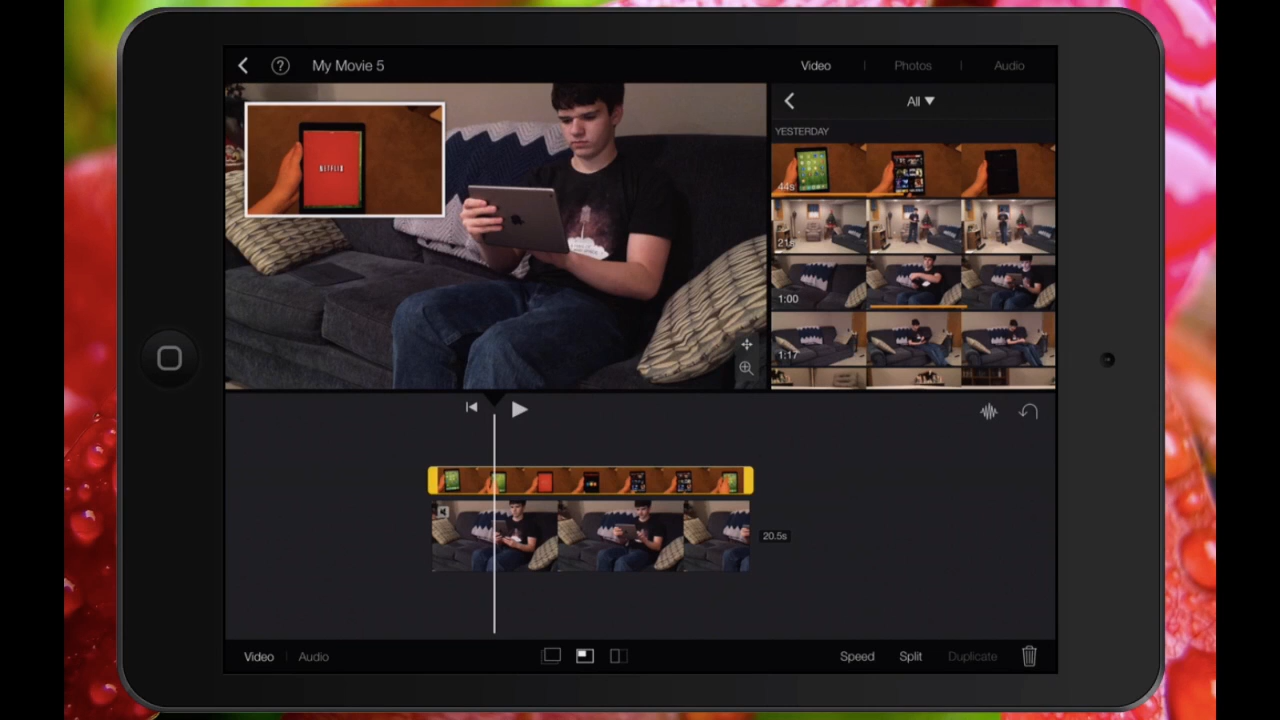 ? My Movie 5
Video Photos Audio
All ▼
YESTERDAY
NETFLIX
44s
21s
1:00
1:17
20.5s
Video Audio
Speed Split Duplicate